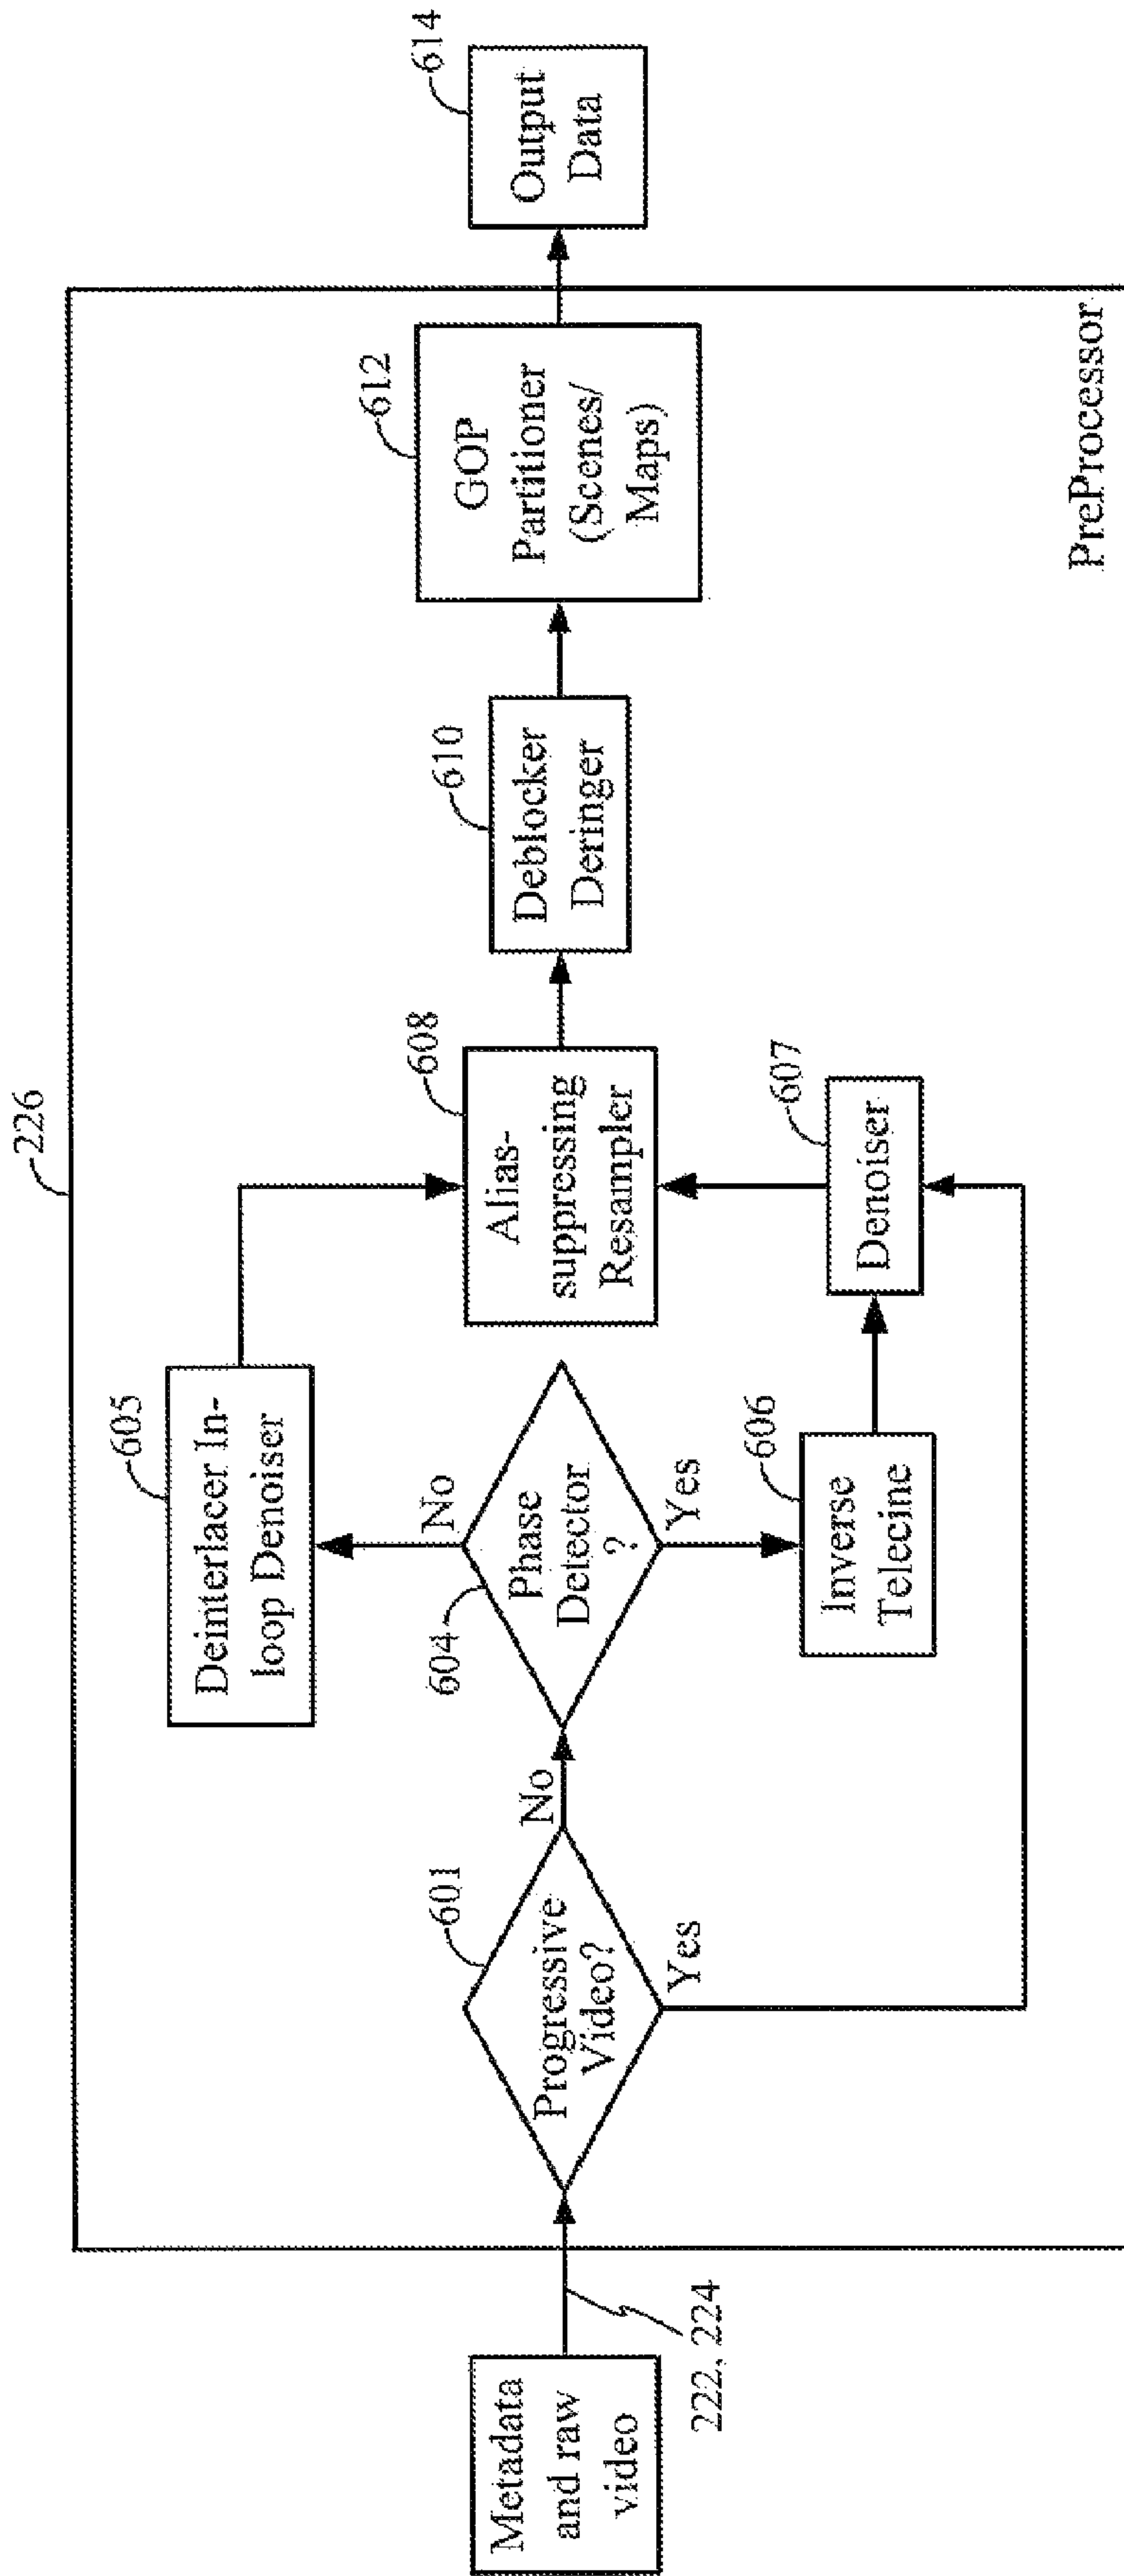 226
Metadata
and raw
video
222, 224
Progressive
Video?
601
No
Yes
Phase
Detector
?
604
No
Yes
Deinterlacer In-
loop Denoiser
605
Inverse
Telecine
606
Denoiser
607
Alias-
suppressing
Resampler
608
Deblocker
Deringer
610
GOP
Partitioner
(Scenes/
Maps)
612
PreProcessor
Output
Data
614